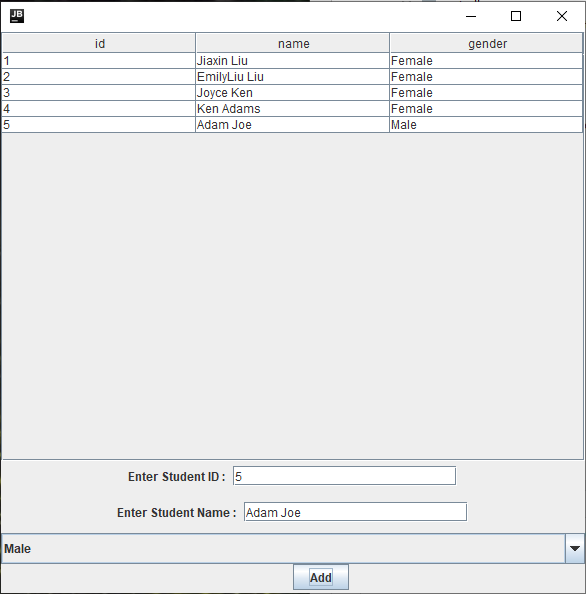 JB
id name gender
1 Jiaxin Liu Female
2 EmilyLiu Liu Female
3 Joyce Ken Female
4 Ken Adams Female
5 Adam Joe Male
Enter Student ID : 5
Enter Student Name : Adam Joe
Male
Add